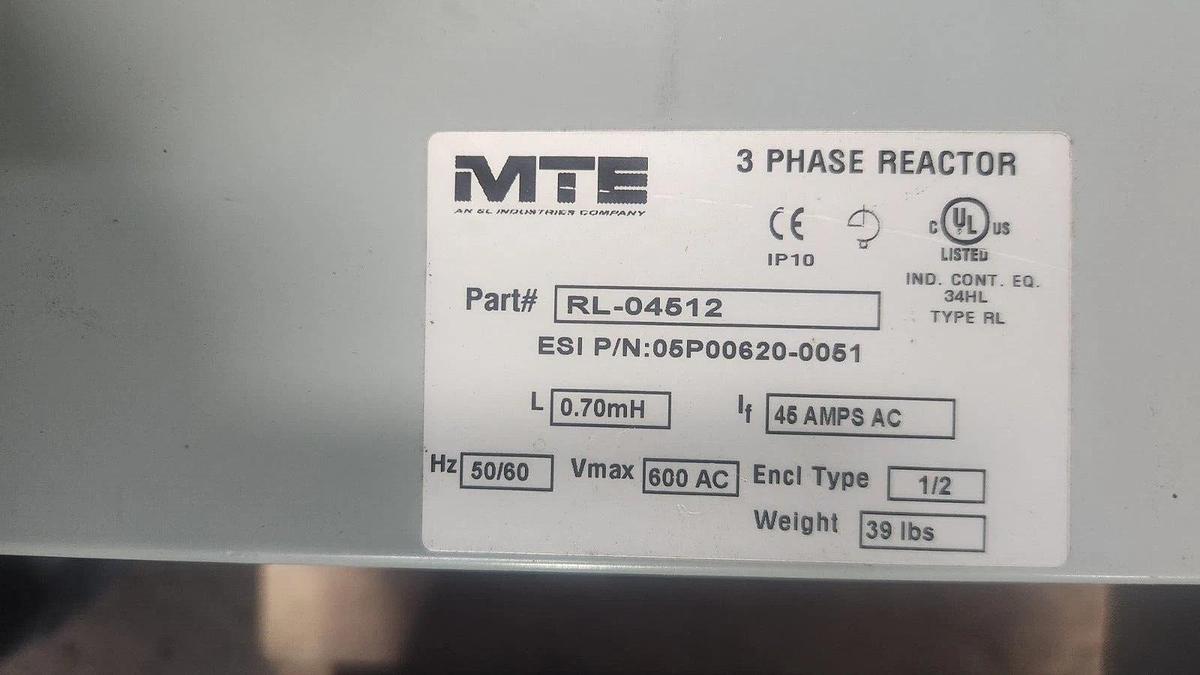 MTE
AN SL INDUSTRIES COMPANY
3 PHASE REACTOR
CE
IP10
C UL US
LISTED
IND. CONT. EQ.
34HL
TYPE RL
Part# RL-04512
ESI P/N:05P00620-0051
L 0.70mH If 45 AMPS AC
Hz 50/60 Vmax 600 AC Encl Type 1/2
Weight 39 lbs